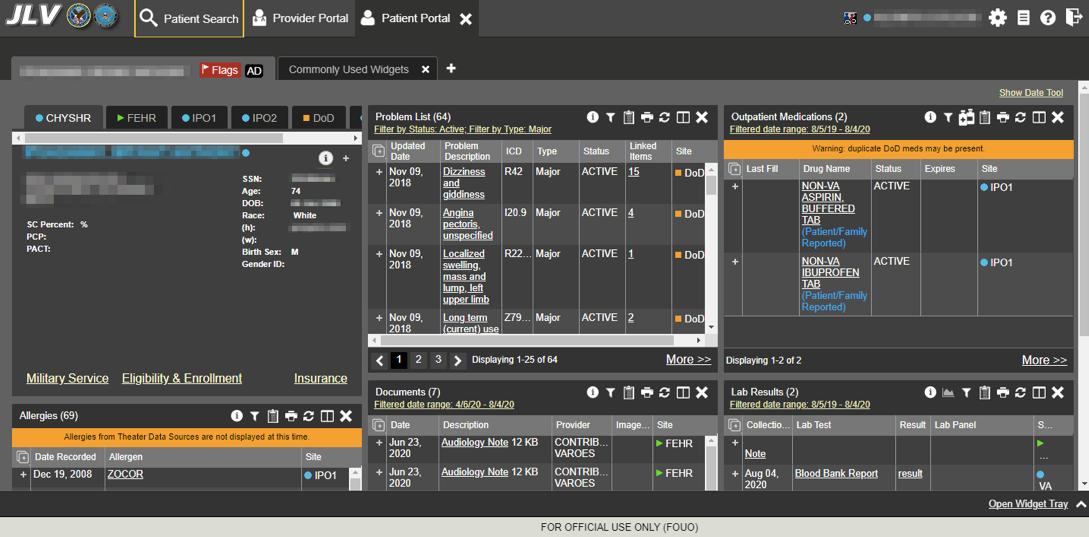 JLV
Patient Search
Provider Portal
Patient Portal
Flags AD
Commonly Used Widgets
Show Date Tool
CHYSHR FEHR IPO1 IPO2 DoD
SSN:
Age: 74
DOB:
Race: White
(h):
(w):
Birth Sex: M
Gender ID:
SC Percent: %
PCP:
PACT:
Military Service Eligibility & Enrollment Insurance
Problem List (64)
Filter by Status: Active; Filter by Type: Major
Updated Date Problem Description ICD Type Status Linked Items Site
Nov 09, 2018 Dizziness and giddiness R42 Major ACTIVE 15 DoD
Nov 09, 2018 Angina pectoris, unspecified I20.9 Major ACTIVE 4 DoD
Nov 09, 2018 Localized swelling, mass and lump, left upper limb R22... Major ACTIVE 1 DoD
Nov 09, 2018 Long term (current) use Z79... Major ACTIVE 2 DoD
1 2 3 Displaying 1-25 of 64 More >>
Outpatient Medications (2)
Filtered date range: 8/5/19 - 8/4/20
Warning: duplicate DoD meds may be present.
Last Fill Drug Name Status Expires Site
NON-VA ASPIRIN, BUFFERED TAB (Patient/Family Reported) ACTIVE IPO1
NON-VA IBUPROFEN TAB (Patient/Family Reported) ACTIVE IPO1
Displaying 1-2 of 2 More >>
Allergies (69)
Allergies from Theater Data Sources are not displayed at this time.
Date Recorded Allergen Site
Dec 19, 2008 ZOCOR IPO1
Documents (7)
Filtered date range: 4/6/20 - 8/4/20
Date Description Provider Image... Site
Jun 23, 2020 Audiology Note 12 KB CONTRIB... VAROES FEHR
Jun 23, 2020 Audiology Note 12 KB CONTRIB... VAROES FEHR
Lab Results (2)
Filtered date range: 8/5/19 - 8/4/20
Collectio... Lab Test Result Lab Panel S...
Note ...
Aug 04, 2020 Blood Bank Report result VA
Open Widget Tray
FOR OFFICIAL USE ONLY (FOUO)